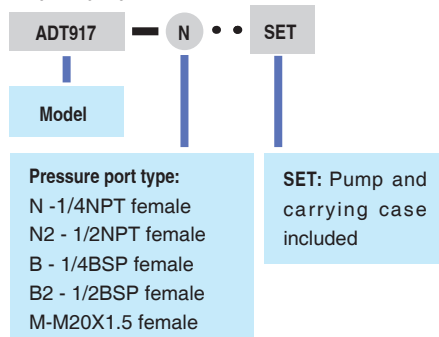 ADT917 — N • • SET
Model
Pressure port type:
N -1/4NPT female
N2 - 1/2NPT female
B - 1/4BSP female
B2 - 1/2BSP female
M-M20X1.5 female
SET: Pump and
carrying case
included